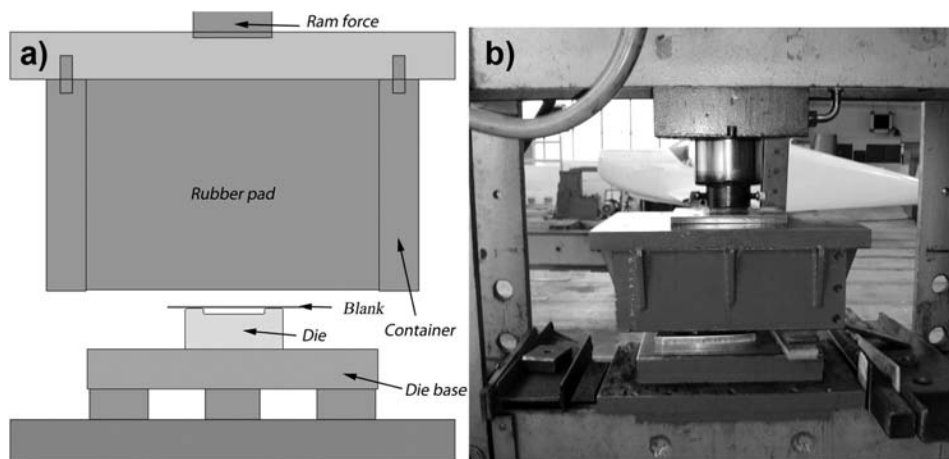 a)
Ram force
Rubber pad
Blank
Die
Container
Die base
b)